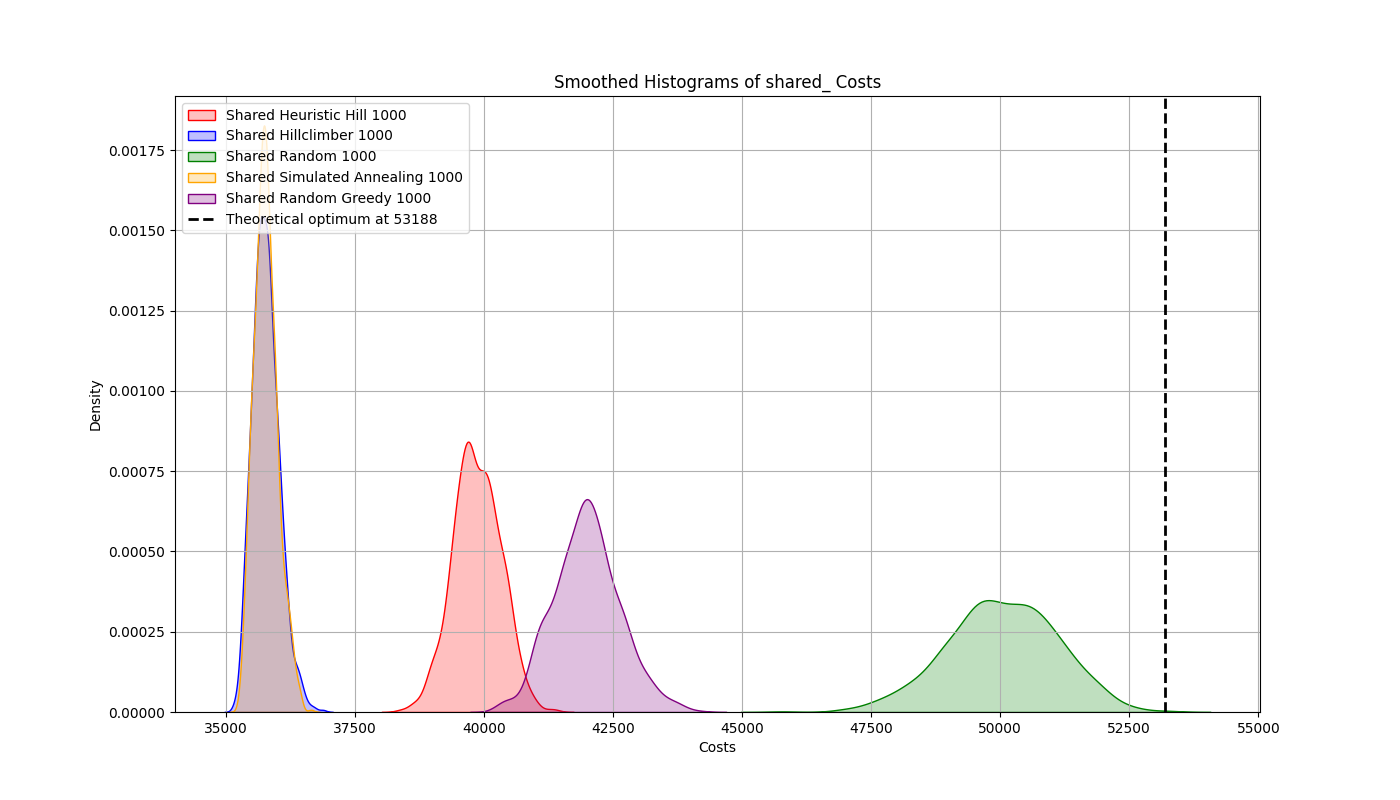 Smoothed Histograms of shared_ Costs
Shared Heuristic Hill 1000
Shared Hillclimber 1000
Shared Random 1000
Shared Simulated Annealing 1000
Shared Random Greedy 1000
Theoretical optimum at 53188
Density
0.00175
0.00150
0.00125
0.00100
0.00075
0.00050
0.00025
0.00000
35000 37500 40000 42500 45000 47500 50000 52500 55000
Costs